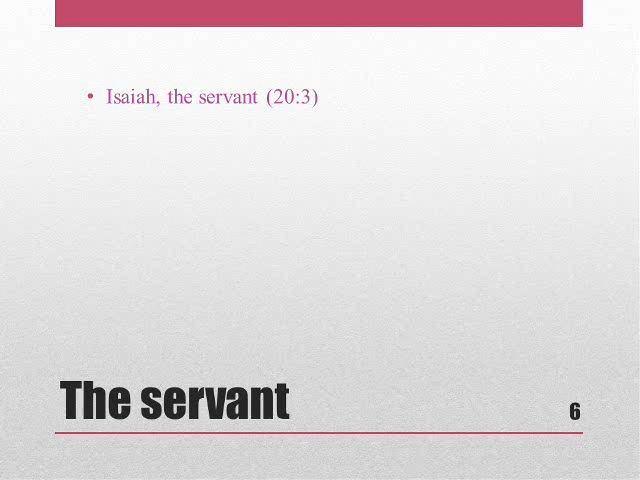 • Isaiah, the servant (20:3)
The servant
6